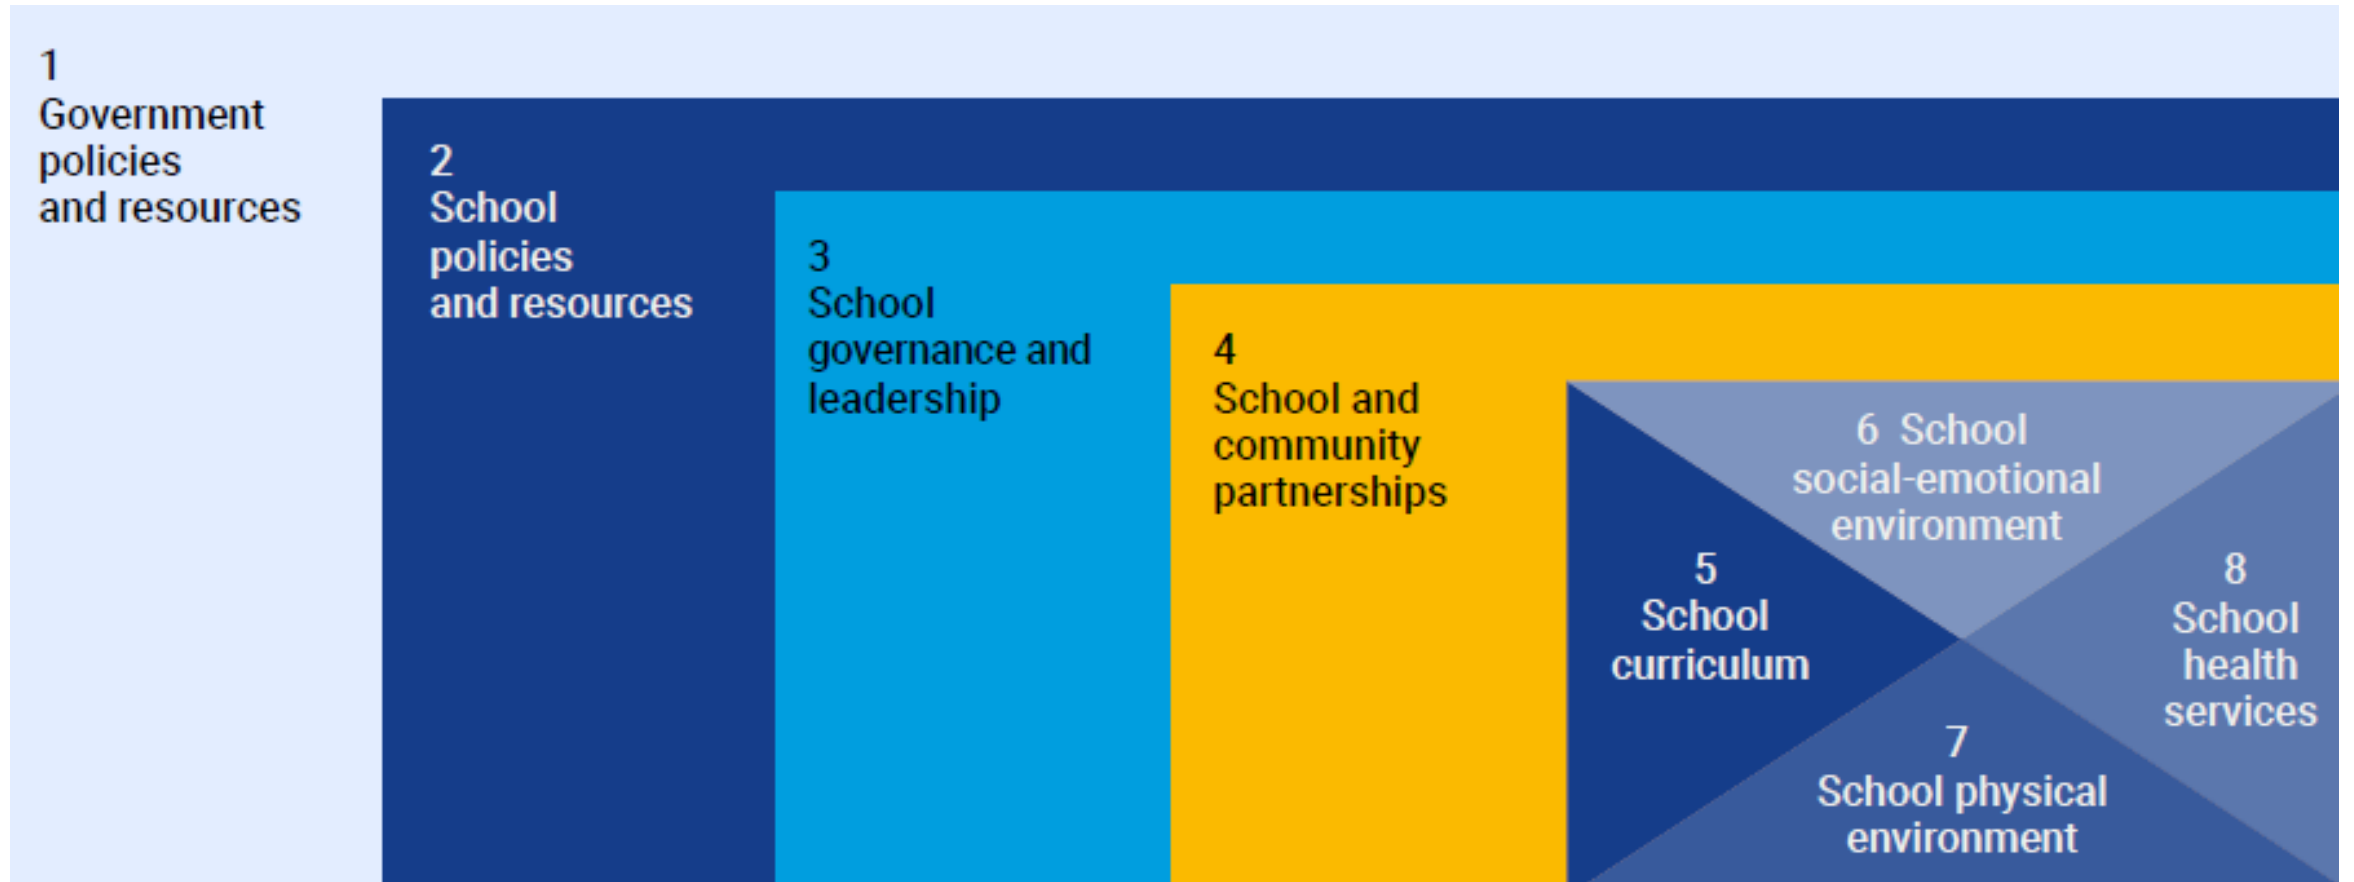 1
Government
policies
and resources
2
School
policies
and resources
3
School
governance and
leadership
4
School and
community
partnerships
5
School
curriculum
6 School
social-emotional
environment
7
School physical
environment
8
School
health
services